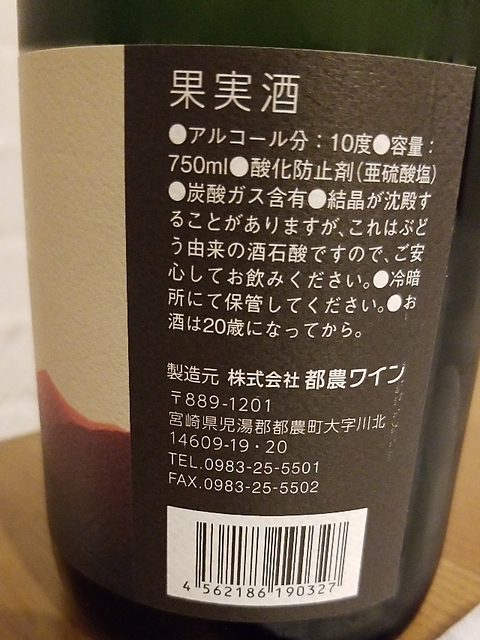 果実酒
●アルコール分：10度●容量：
750ml●酸化防止剤（亜硫酸塩）
●炭酸ガス含有●結晶が沈殿す
ることがありますが、これはぶど
う由来の酒石酸ですので、ご安
心してお飲みください。●冷暗
所にて保管してください。●お
酒は20歳になってから。
製造元 株式会社 都農ワイン
〒889-1201
宮崎県児湯郡都農町大字川北
14609-19・20
TEL.0983-25-5501
FAX.0983-25-5502
4 562186 190327